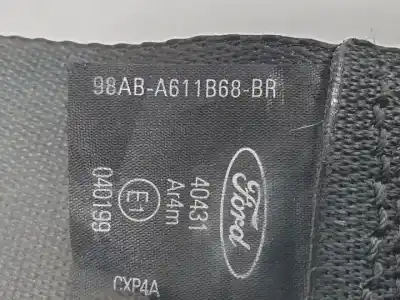 98AB-A611B68-BR
40431
Ar4m
E1
040199
Ford
CXP4A